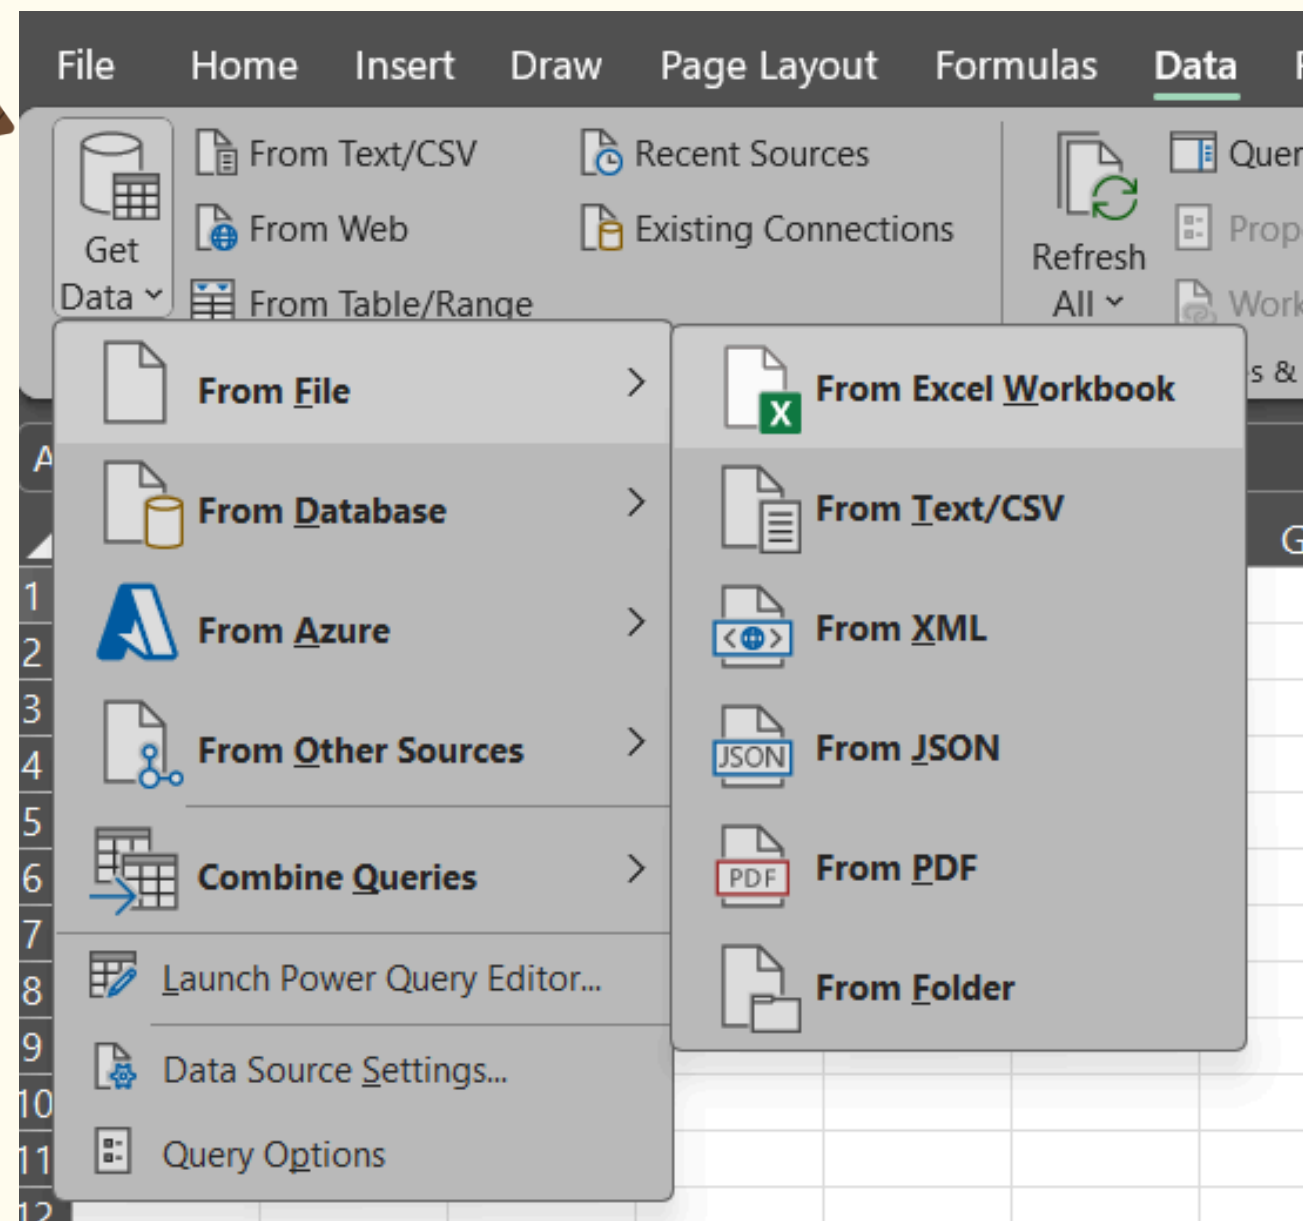 File Home Insert Draw Page Layout Formulas Data
From Text/CSV Recent Sources
From Web Existing Connections
From Table/Range
Get
Data
Refresh
All
s &
From File
From Database
From Azure
From Other Sources
Combine Queries
Launch Power Query Editor...
Data Source Settings...
Query Options
From Excel Workbook
X
From Text/CSV
From XML
JSON From JSON
PDF From PDF
From Folder
A
G
1
2
3
4
5
6
7
8
9
10
11
12